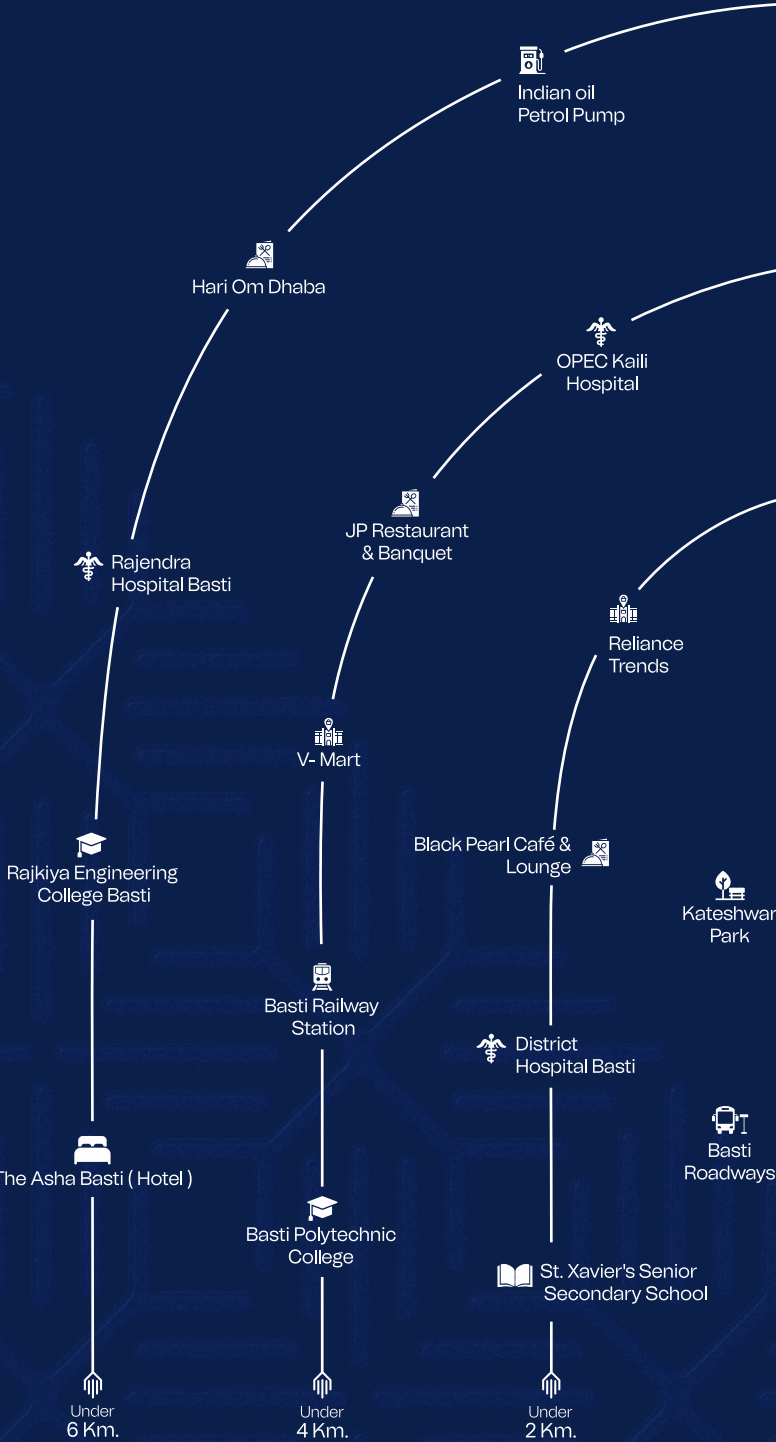 Indian oil
Petrol Pump
Hari Om Dhaba
OPEC Kaili
Hospital
JP Restaurant
& Banquet
Rajendra
Hospital Basti
Reliance
Trends
V- Mart
Black Pearl Café &
Lounge
Rajkiya Engineering
College Basti
Kateshwar
Park
Basti Railway
Station
District
Hospital Basti
Basti
Roadways
The Asha Basti ( Hotel )
Basti Polytechnic
College
St. Xavier's Senior
Secondary School
Under
6 Km.
Under
4 Km.
Under
2 Km.